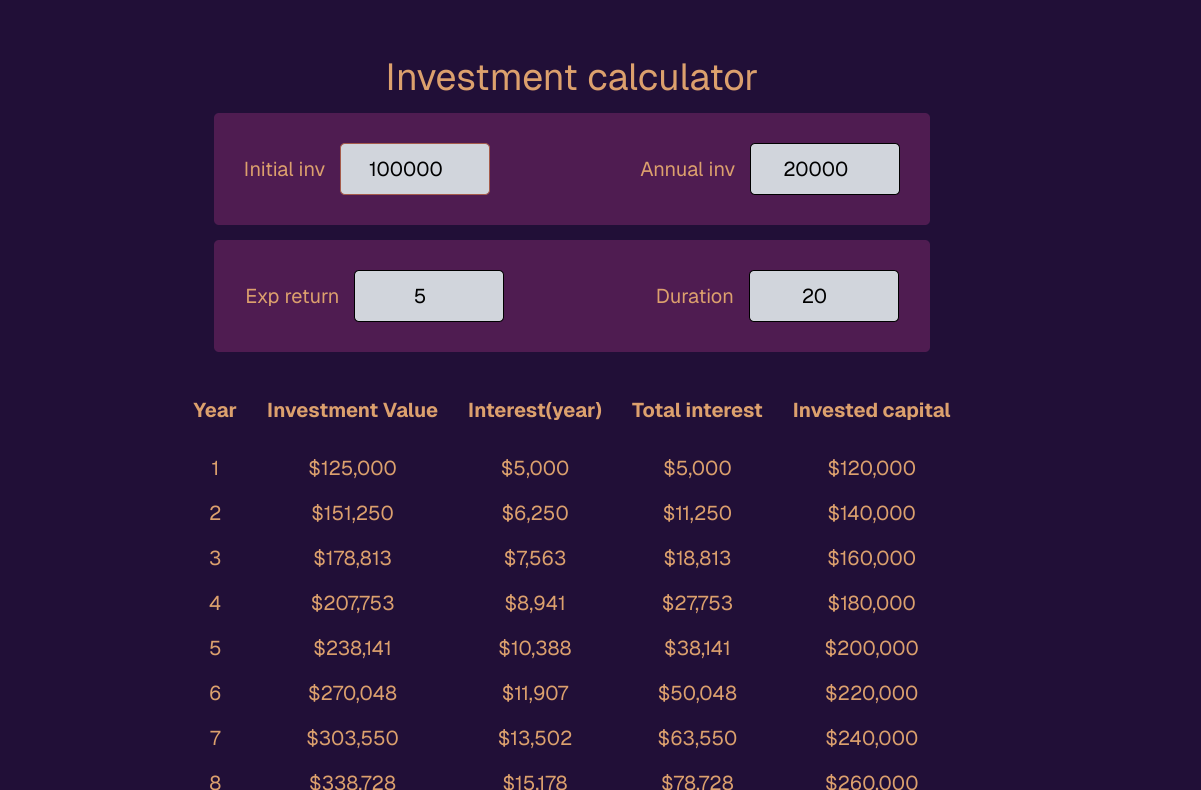 Investment calculator
Initial inv 100000 Annual inv 20000
Exp return 5 Duration 20
Year Investment Value Interest(year) Total interest Invested capital
1 $125,000 $5,000 $5,000 $120,000
2 $151,250 $6,250 $11,250 $140,000
3 $178,813 $7,563 $18,813 $160,000
4 $207,753 $8,941 $27,753 $180,000
5 $238,141 $10,388 $38,141 $200,000
6 $270,048 $11,907 $50,048 $220,000
7 $303,550 $13,502 $63,550 $240,000
8 $338,728 $15,178 $78,728 $260,000